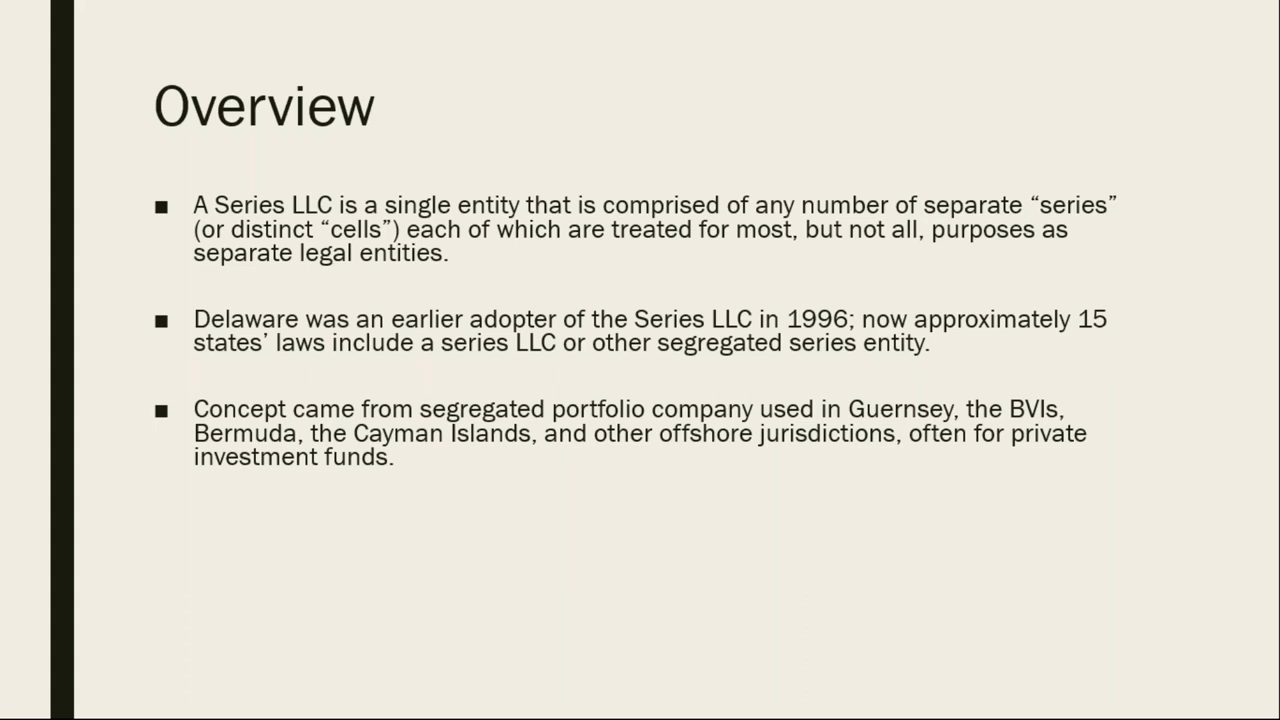 Overview
■ A Series LLC is a single entity that is comprised of any number of separate “series”
(or distinct “cells”) each of which are treated for most, but not all, purposes as
separate legal entities.
■ Delaware was an earlier adopter of the Series LLC in 1996; now approximately 15
states’ laws include a series LLC or other segregated series entity.
■ Concept came from segregated portfolio company used in Guernsey, the BVIs,
Bermuda, the Cayman Islands, and other offshore jurisdictions, often for private
investment funds.